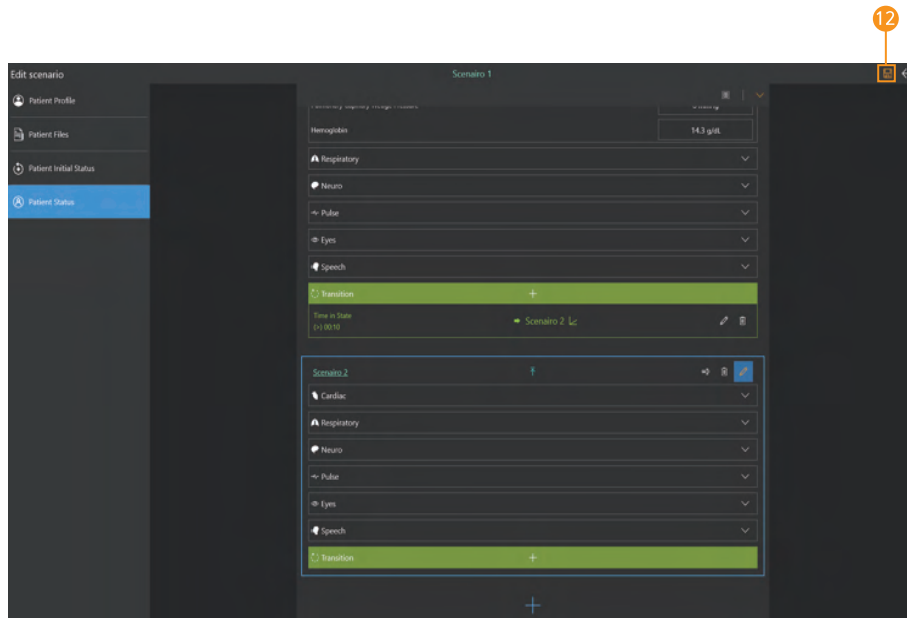 12
Edit scenario
Scenairo 1
Patient Profile
Patient Files
Patient Initial Status
Patient Status
Hemoglobin
14.3 g/dL
Respiratory
Neuro
Pulse
Eyes
Speech
Transition
Time in State
(>) 00:10
Scenairo 2
Scenairo 2
Cardiac
Respiratory
Neuro
Pulse
Eyes
Speech
Transition